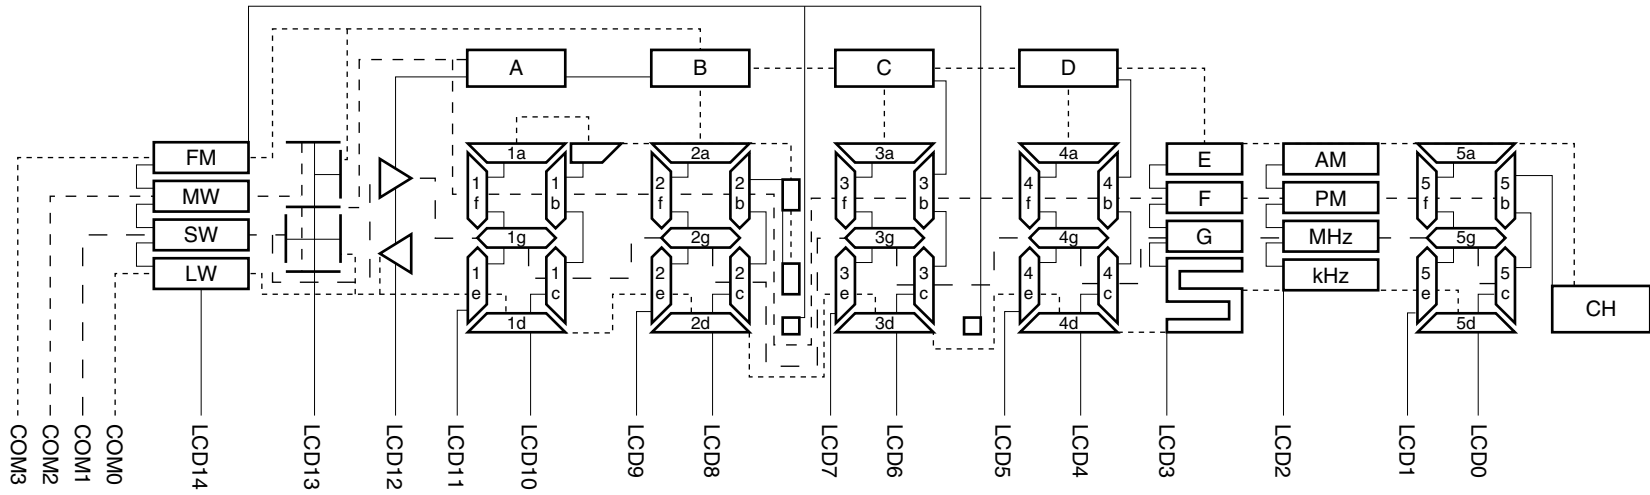 A B C D
FM 1a 2a 3a 4a E AM 5a
MW 1f 1b 2f 2b 3f 3b 4f 4b F PM 5f 5b
SW 1g 2g 3g 4g G MHz 5g
LW 1e 1c 2e 2c 3e 3c 4e 4c kHz 5e 5c
1d 2d 3d 4d 5d CH
COM3
COM2
COM1
COM0
LCD14
LCD13
LCD12
LCD11
LCD10
LCD9
LCD8
LCD7
LCD6
LCD5
LCD4
LCD3
LCD2
LCD1
LCD0